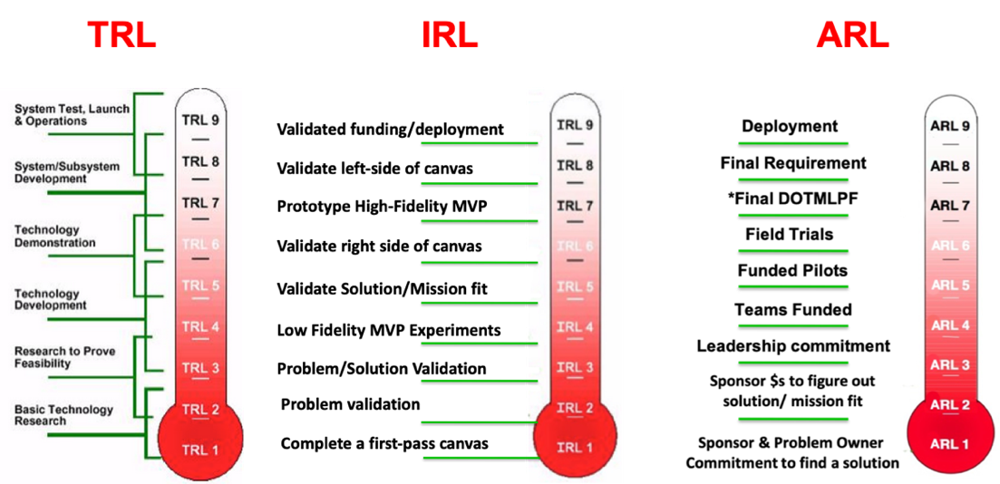 TRL
IRL
ARL
System Test, Launch
& Operations
System/Subsystem
Development
Technology
Demonstration
Technology
Development
Research to Prove
Feasibility
Basic Technology
Research
TRL 9
TRL 8
TRL 7
TRL 6
TRL 5
TRL 4
TRL 3
TRL 2
TRL 1
Validated funding/deployment
Validate left-side of canvas
Prototype High-Fidelity MVP
Validate right side of canvas
Validate Solution/Mission fit
Low Fidelity MVP Experiments
Problem/Solution Validation
Problem validation
Complete a first-pass canvas
IRL 9
IRL 8
IRL 7
IRL 6
IRL 5
IRL 4
IRL 3
IRL 2
IRL 1
Deployment
Final Requirement
*Final DOTMLPF
Field Trials
Funded Pilots
Teams Funded
Leadership commitment
Sponsor $s to figure out
solution/ mission fit
Sponsor & Problem Owner
Commitment to find a solution
ARL 9
ARL 8
ARL 7
ARL 6
ARL 5
ARL 4
ARL 3
ARL 2
ARL 1